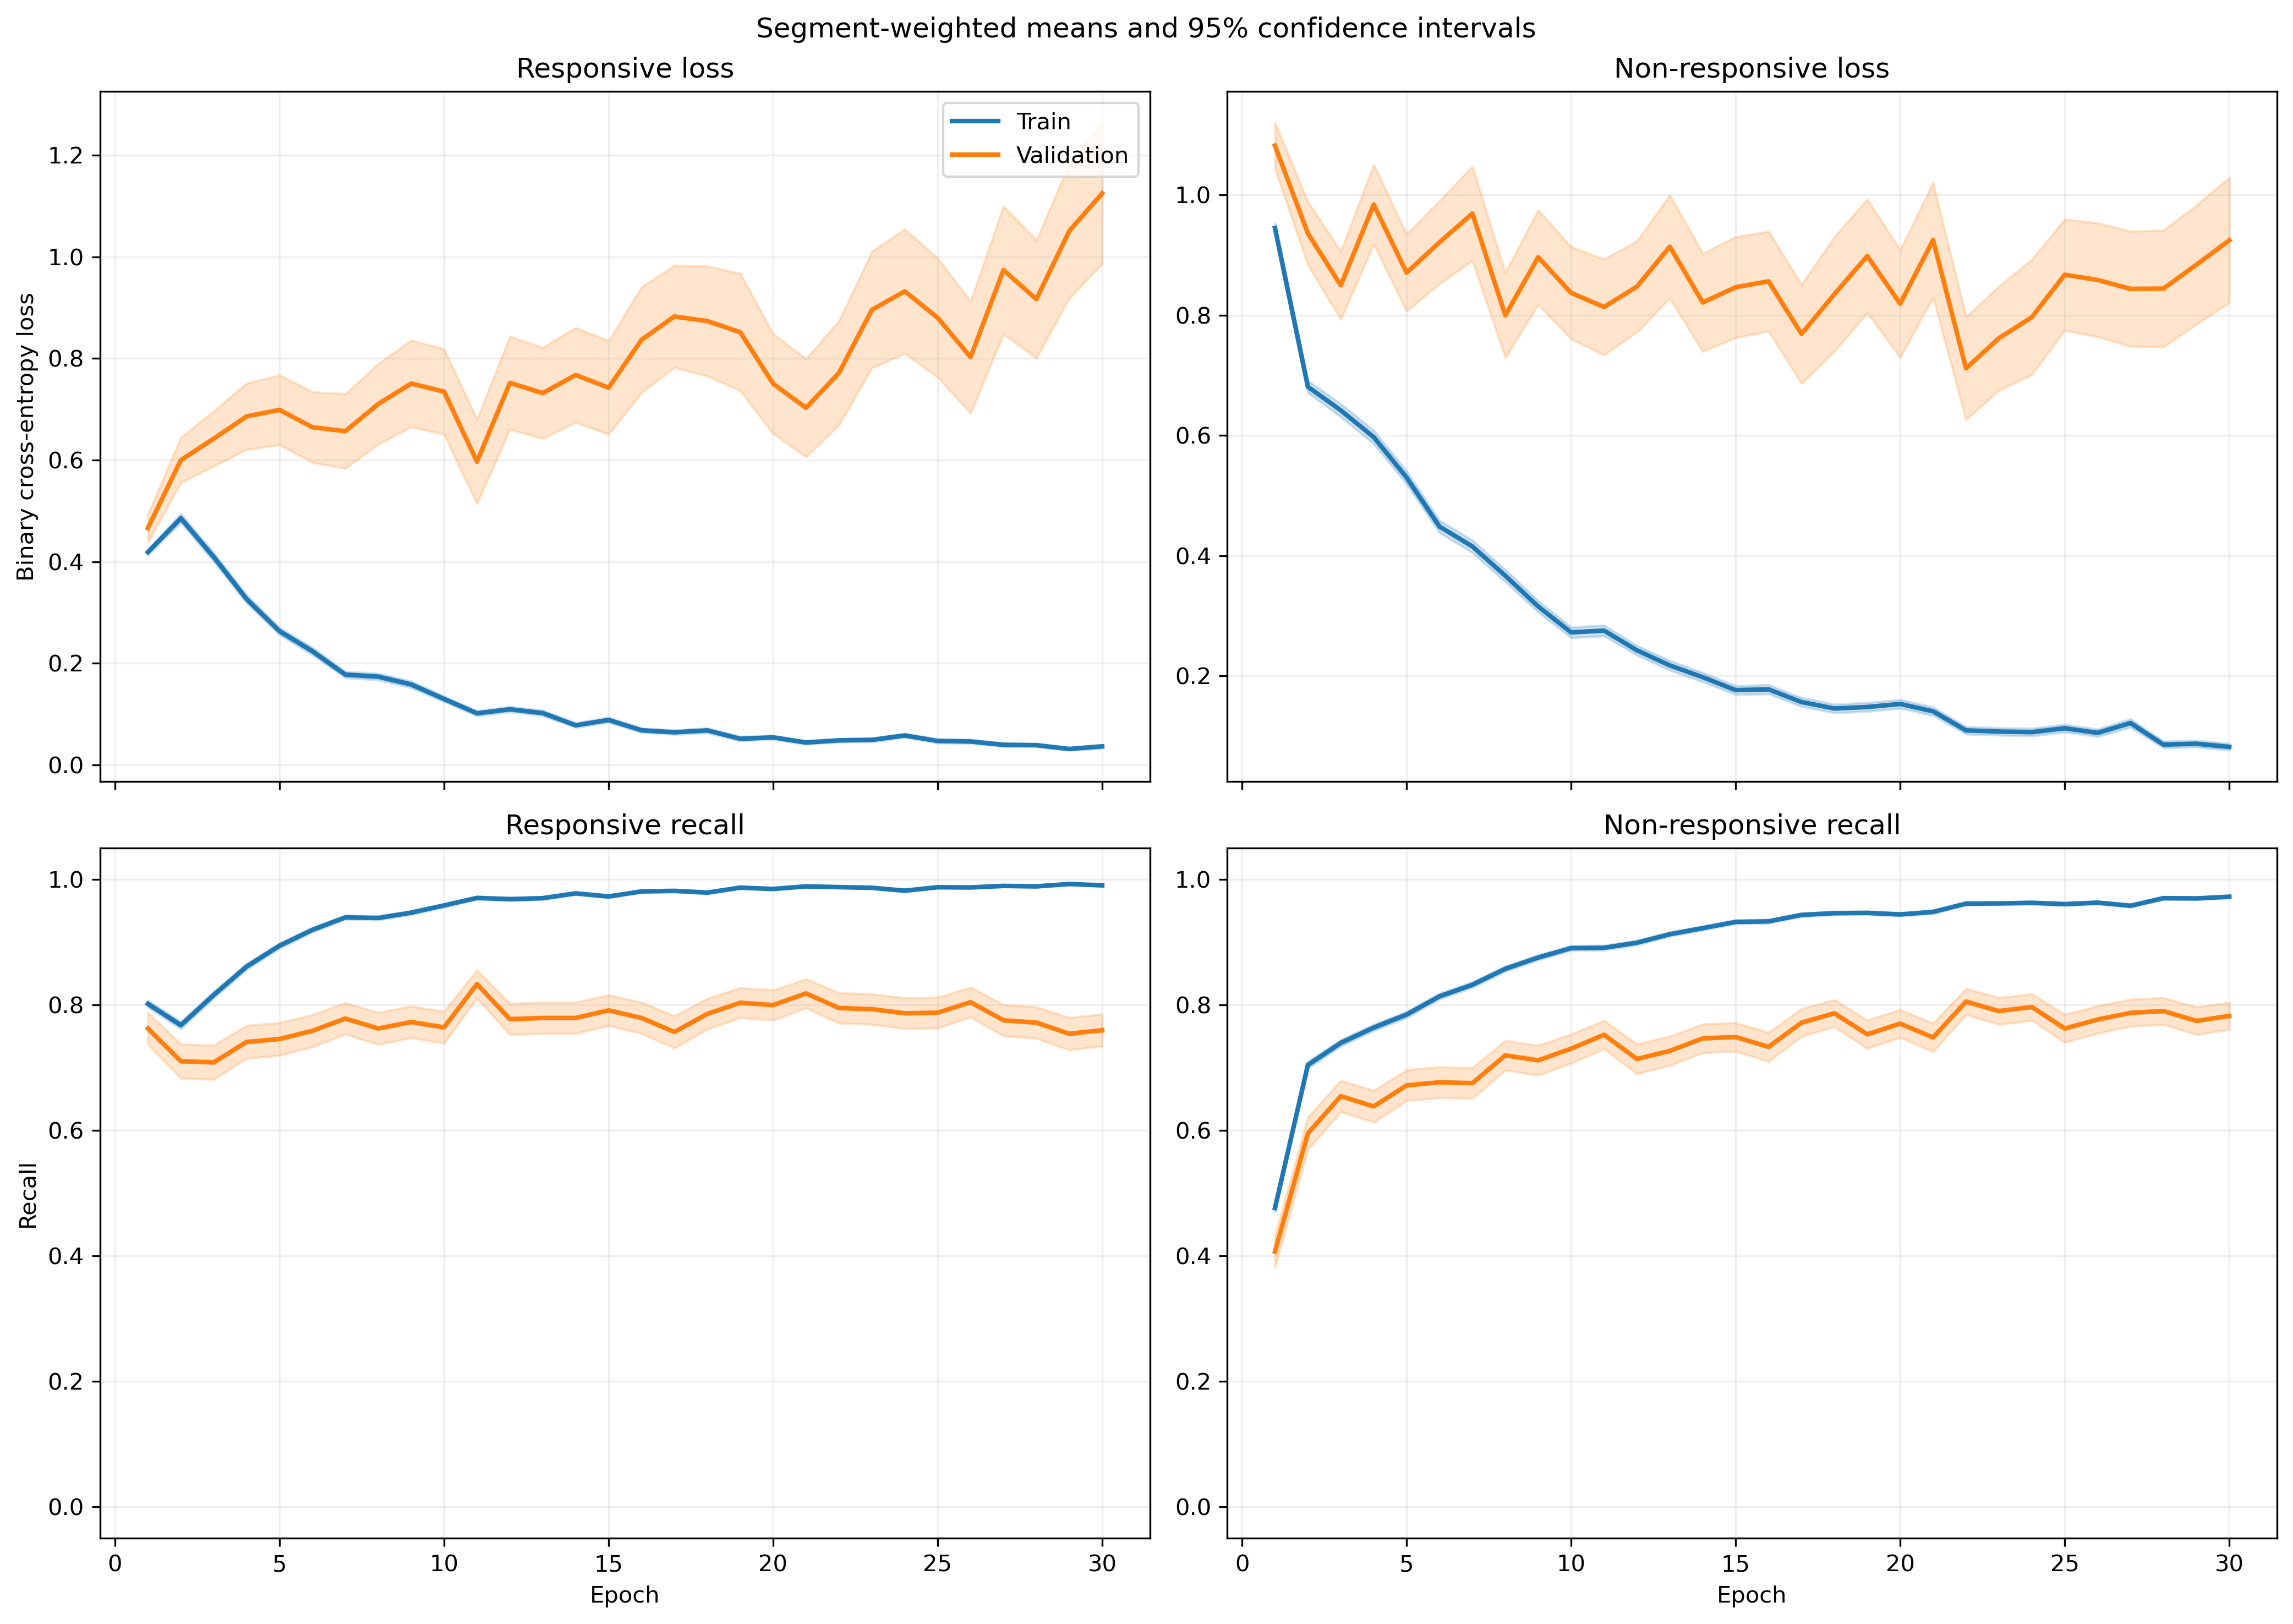 Segment-weighted means and 95% confidence intervals
Responsive loss
Non-responsive loss
Binary cross-entropy loss
1.2
1.0
0.8
0.6
0.4
0.2
0.0
Train
Validation
1.0
0.8
0.6
0.4
0.2
Responsive recall
Non-responsive recall
Recall
1.0
0.8
0.6
0.4
0.2
0.0
0 5 10 15 20 25 30
Epoch
1.0
0.8
0.6
0.4
0.2
0.0
0 5 10 15 20 25 30
Epoch